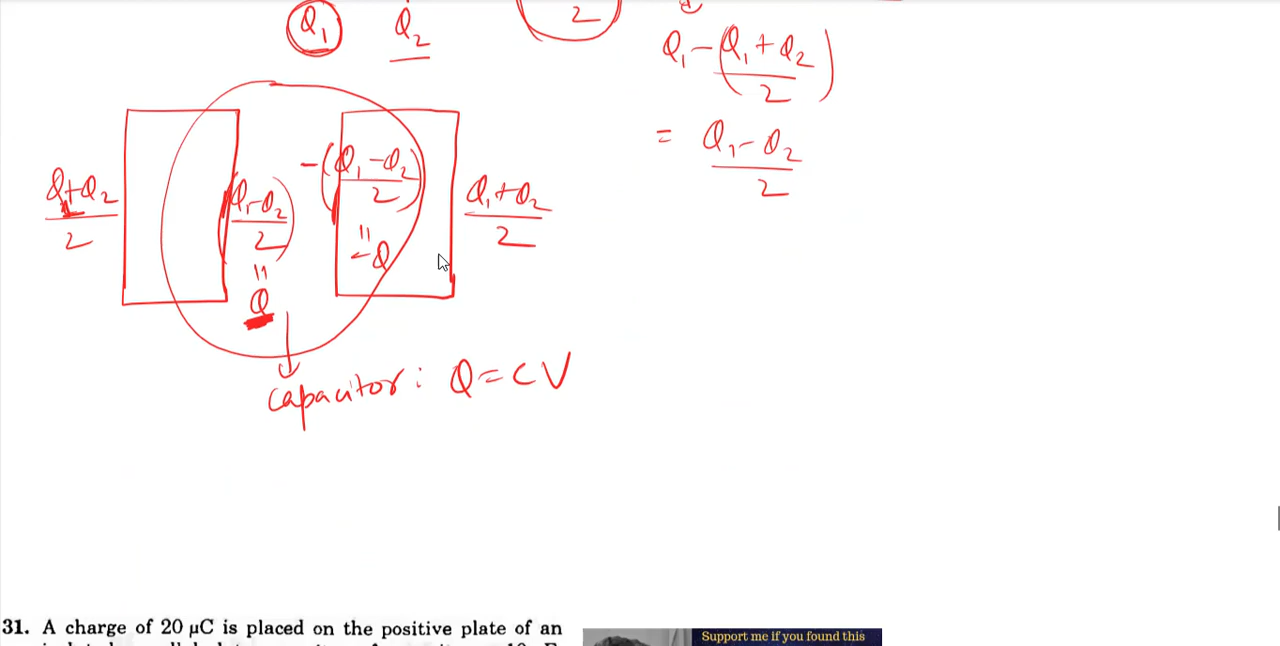 Q₁ Q₂
2
Q₁ - (Q₁ + Q₂ / 2)
= Q₁ - Q₂ / 2
Q₁ + Q₂ / 2
(Q₁ - Q₂ / 2) = Q
-(Q₁ - Q₂ / 2) = -Q
Q₁ + Q₂ / 2
capacitor : Q = CV
31. A charge of 20 μC is placed on the positive plate of an
Support me if you found this